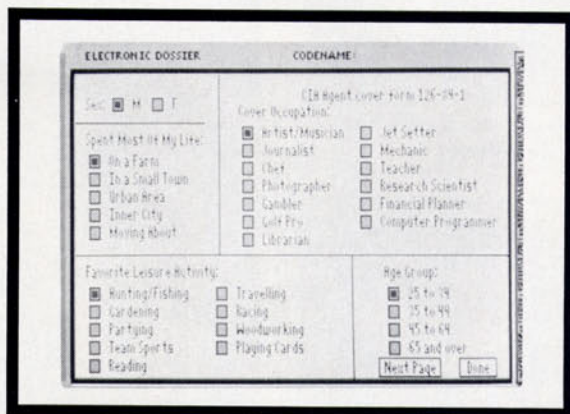 ELECTRONIC DOSSIER CODENAME:
Sex: M F
CIA Agent cover form 126-04-1
Spent Most Of My Life:
On a Farm
In a Small Town
Urban Area
Inner City
Moving About
Cover Occupation:
Artist/Musician
Journalist
Chef
Photographer
Gambler
Golf Pro
Librarian
Jet Setter
Mechanic
Teacher
Research Scientist
Financial Planner
Computer Programmer
Favorite Leisure Activity:
Hunting/Fishing
Gardening
Partying
Team Sports
Reading
Travelling
Racing
Woodworking
Playing Cards
Age Group:
25 to 34
35 to 44
45 to 64
65 and over
Next Page Done